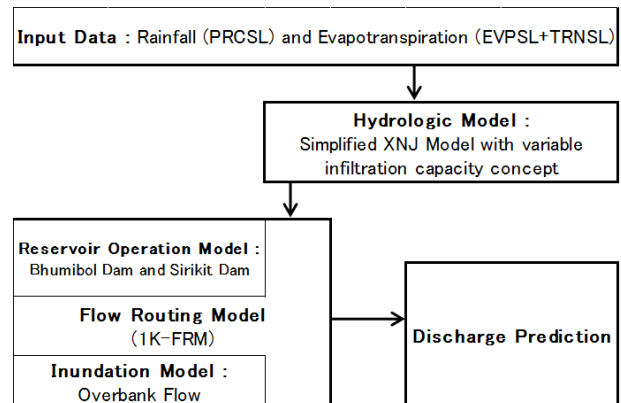 Input Data : Rainfall (PRCSL) and Evapotranspiration (EVPSL+TRNSL)
Hydrologic Model :
Simplified XNJ Model with variable
infiltration capacity concept
Reservoir Operation Model :
Bhumibol Dam and Sirikit Dam
Flow Routing Model
(1K-FRM)
Inundation Model :
Overbank Flow
Discharge Prediction